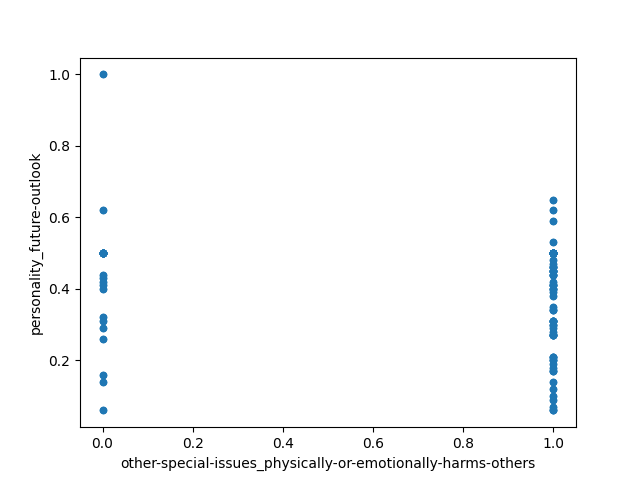 1.0
0.8
0.6
0.4
0.2
personality_future-outlook
0.0 0.2 0.4 0.6 0.8 1.0
other-special-issues_physically-or-emotionally-harms-others